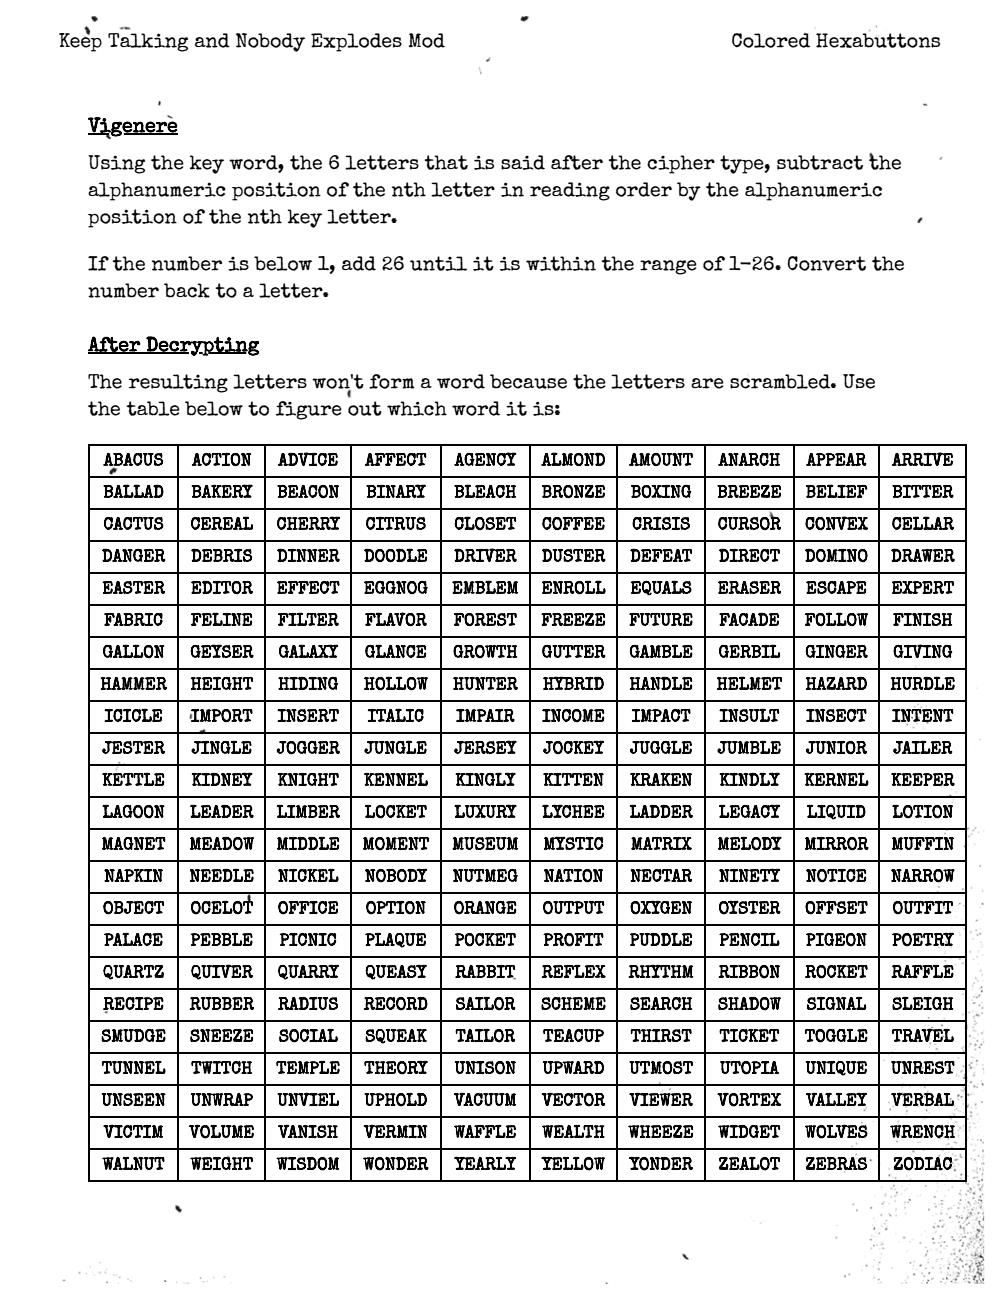 Keep Talking and Nobody Explodes Mod Colored Hexabuttons
Vigenere
Using the key word, the 6 letters that is said after the cipher type, subtract the
alphanumeric position of the nth letter in reading order by the alphanumeric
position of the nth key letter.
If the number is below 1, add 26 until it is within the range of 1-26. Convert the
number back to a letter.
After Decrypting
The resulting letters won't form a word because the letters are scrambled. Use
the table below to figure out which word it is:
ABACUS ACTION ADVICE AFFECT AGENCY ALMOND AMOUNT ANARCH APPEAR ARRIVE
BALLAD BAKERY BEACON BINARY BLEACH BRONZE BOXING BREEZE BELIEF BITTER
CACTUS CEREAL CHERRY CITRUS CLOSET COFFEE CRISIS CURSOR CONVEX CELLAR
DANGER DEBRIS DINNER DOODLE DRIVER DUSTER DEFEAT DIRECT DOMINO DRAWER
EASTER EDITOR EFFECT EGGNOG EMBLEM ENROLL EQUALS ERASER ESCAPE EXPERT
FABRIC FELINE FILTER FLAVOR FOREST FREEZE FUTURE FACADE FOLLOW FINISH
GALLON GEYSER GALAXY GLANCE GROWTH GUTTER GAMBLE GERBIL GINGER GIVING
HAMMER HEIGHT HIDING HOLLOW HUNTER HYBRID HANDLE HELMET HAZARD HURDLE
ICICLE IMPORT INSERT ITALIC IMPAIR INCOME IMPACT INSULT INSECT INTENT
JESTER JINGLE JOGGER JUNGLE JERSEY JOCKEY JUGGLE JUMBLE JUNIOR JAILER
KETTLE KIDNEY KNIGHT KENNEL KINGLY KITTEN KRAKEN KINDLY KERNEL KEEPER
LAGOON LEADER LIMBER LOCKET LUXURY LYCHEE LADDER LEGACY LIQUID LOTION
MAGNET MEADOW MIDDLE MOMENT MUSEUM MYSTIC MATRIX MELODY MIRROR MUFFIN
NAPKIN NEEDLE NICKEL NOBODY NUTMEG NATION NECTAR NINETY NOTICE NARROW
OBJECT OCELOT OFFICE OPTION ORANGE OUTPUT OXYGEN OYSTER OFFSET OUTFIT
PALACE PEBBLE PICNIC PLAQUE POCKET PROFIT PUDDLE PENCIL PIGEON POETRY
QUARTZ QUIVER QUARRY QUEASY RABBIT REFLEX RHYTHM RIBBON ROCKET RAFFLE
RECIPE RUBBER RADIUS RECORD SAILOR SCHEME SEARCH SHADOW SIGNAL SLEIGH
SMUDGE SNEEZE SOCIAL SQUEAK TAILOR TEACUP THIRST TICKET TOGGLE TRAVEL
TUNNEL TWITCH TEMPLE THEORY UNISON UPWARD UTMOST UTOPIA UNIQUE UNREST
UNSEEN UNWRAP UNVIEL UPHOLD VACUUM VECTOR VIEWER VORTEX VALLEY VERBAL
VICTIM VOLUME VANISH VERMIN WAFFLE WEALTH WHEEZE WIDGET WOLVES WRENCH
WALNUT WEIGHT WISDOM WONDER YEARLY YELLOW YONDER ZEALOT ZEBRAS ZODIAC